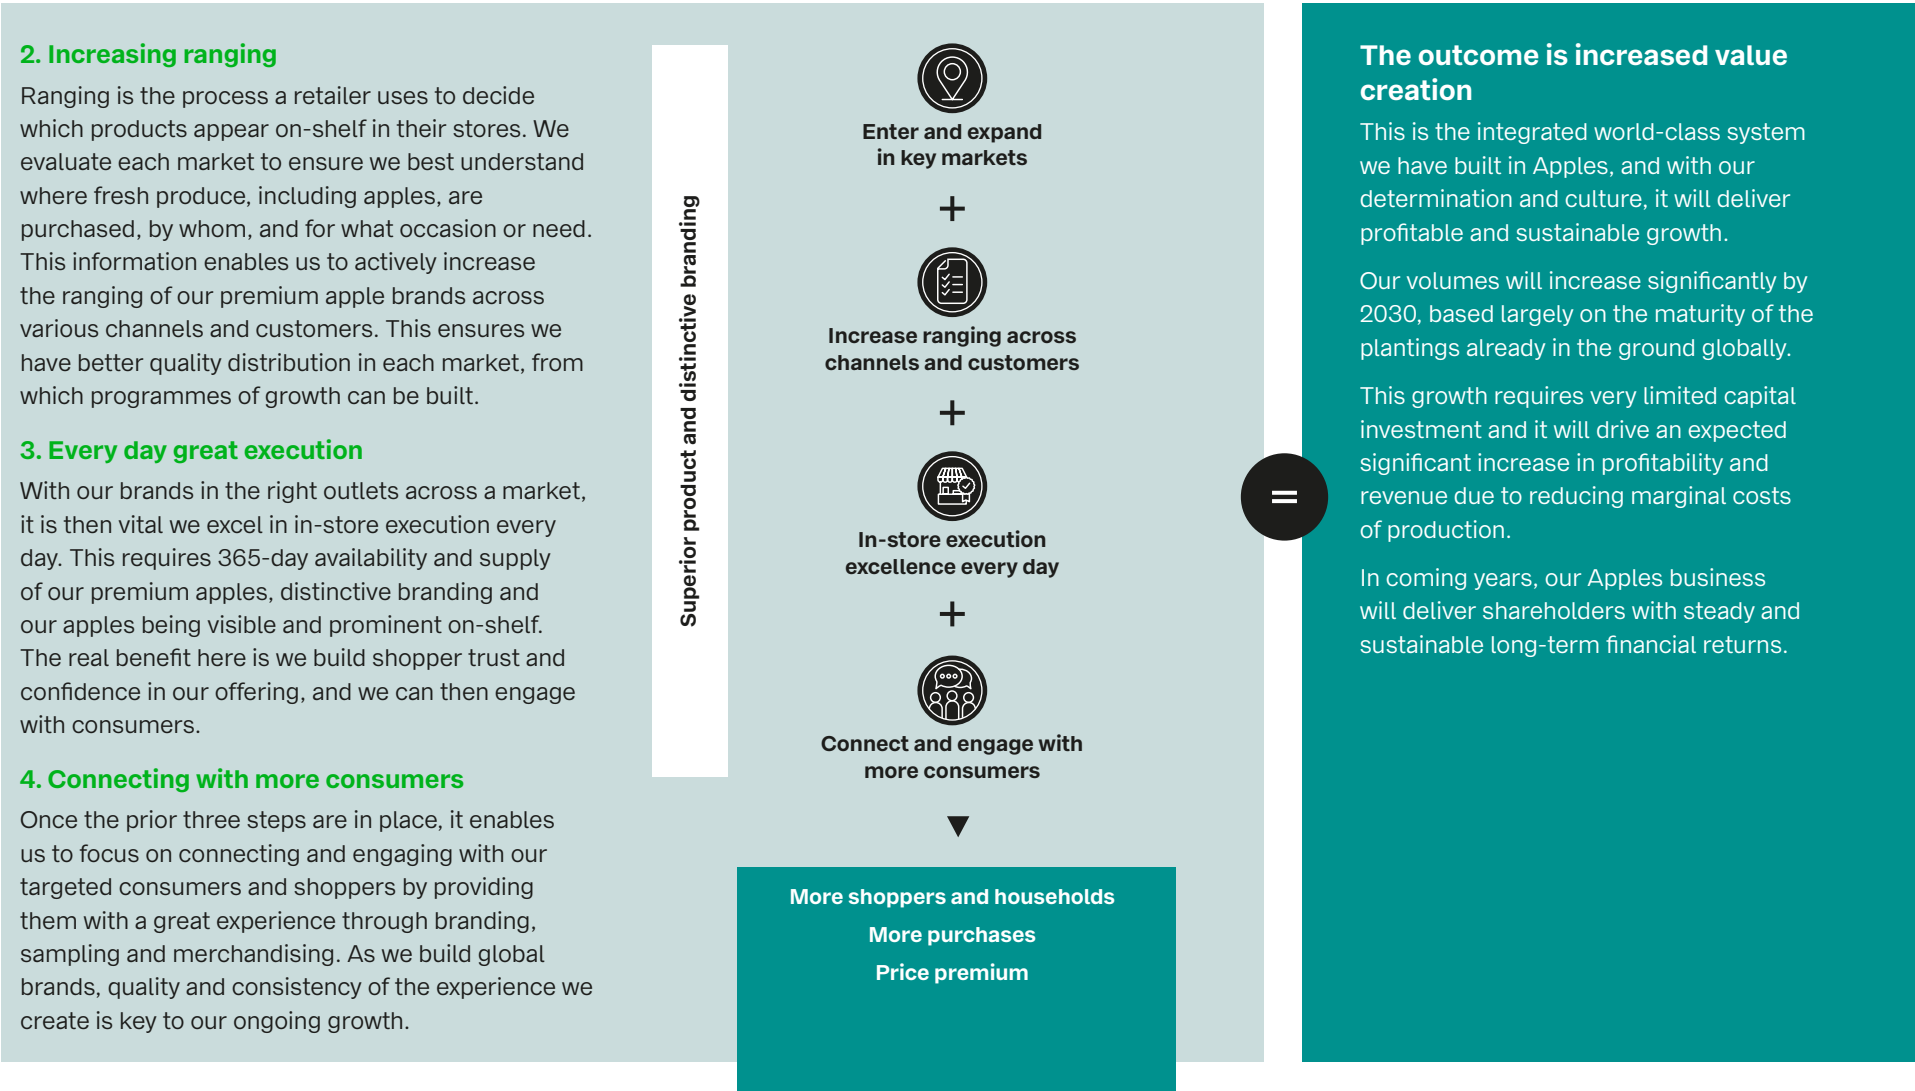 2. Increasing ranging
Ranging is the process a retailer uses to decide
which products appear on-shelf in their stores. We
evaluate each market to ensure we best understand
where fresh produce, including apples, are
purchased, by whom, and for what occasion or need.
This information enables us to actively increase
the ranging of our premium apple brands across
various channels and customers. This ensures we
have better quality distribution in each market, from
which programmes of growth can be built.
3. Every day great execution
With our brands in the right outlets across a market,
it is then vital we excel in in-store execution every
day. This requires 365-day availability and supply
of our premium apples, distinctive branding and
our apples being visible and prominent on-shelf.
The real benefit here is we build shopper trust and
confidence in our offering, and we can then engage
with consumers.
4. Connecting with more consumers
Once the prior three steps are in place, it enables
us to focus on connecting and engaging with our
targeted consumers and shoppers by providing
them with a great experience through branding,
sampling and merchandising. As we build global
brands, quality and consistency of the experience we
create is key to our ongoing growth.
Superior product and distinctive branding
Enter and expand
in key markets
+
Increase ranging across
channels and customers
+
In-store execution
excellence every day
+
Connect and engage with
more consumers
More shoppers and households
More purchases
Price premium
=
The outcome is increased value
creation
This is the integrated world-class system
we have built in Apples, and with our
determination and culture, it will deliver
profitable and sustainable growth.
Our volumes will increase significantly by
2030, based largely on the maturity of the
plantings already in the ground globally.
This growth requires very limited capital
investment and it will drive an expected
significant increase in profitability and
revenue due to reducing marginal costs
of production.
In coming years, our Apples business
will deliver shareholders with steady and
sustainable long-term financial returns.